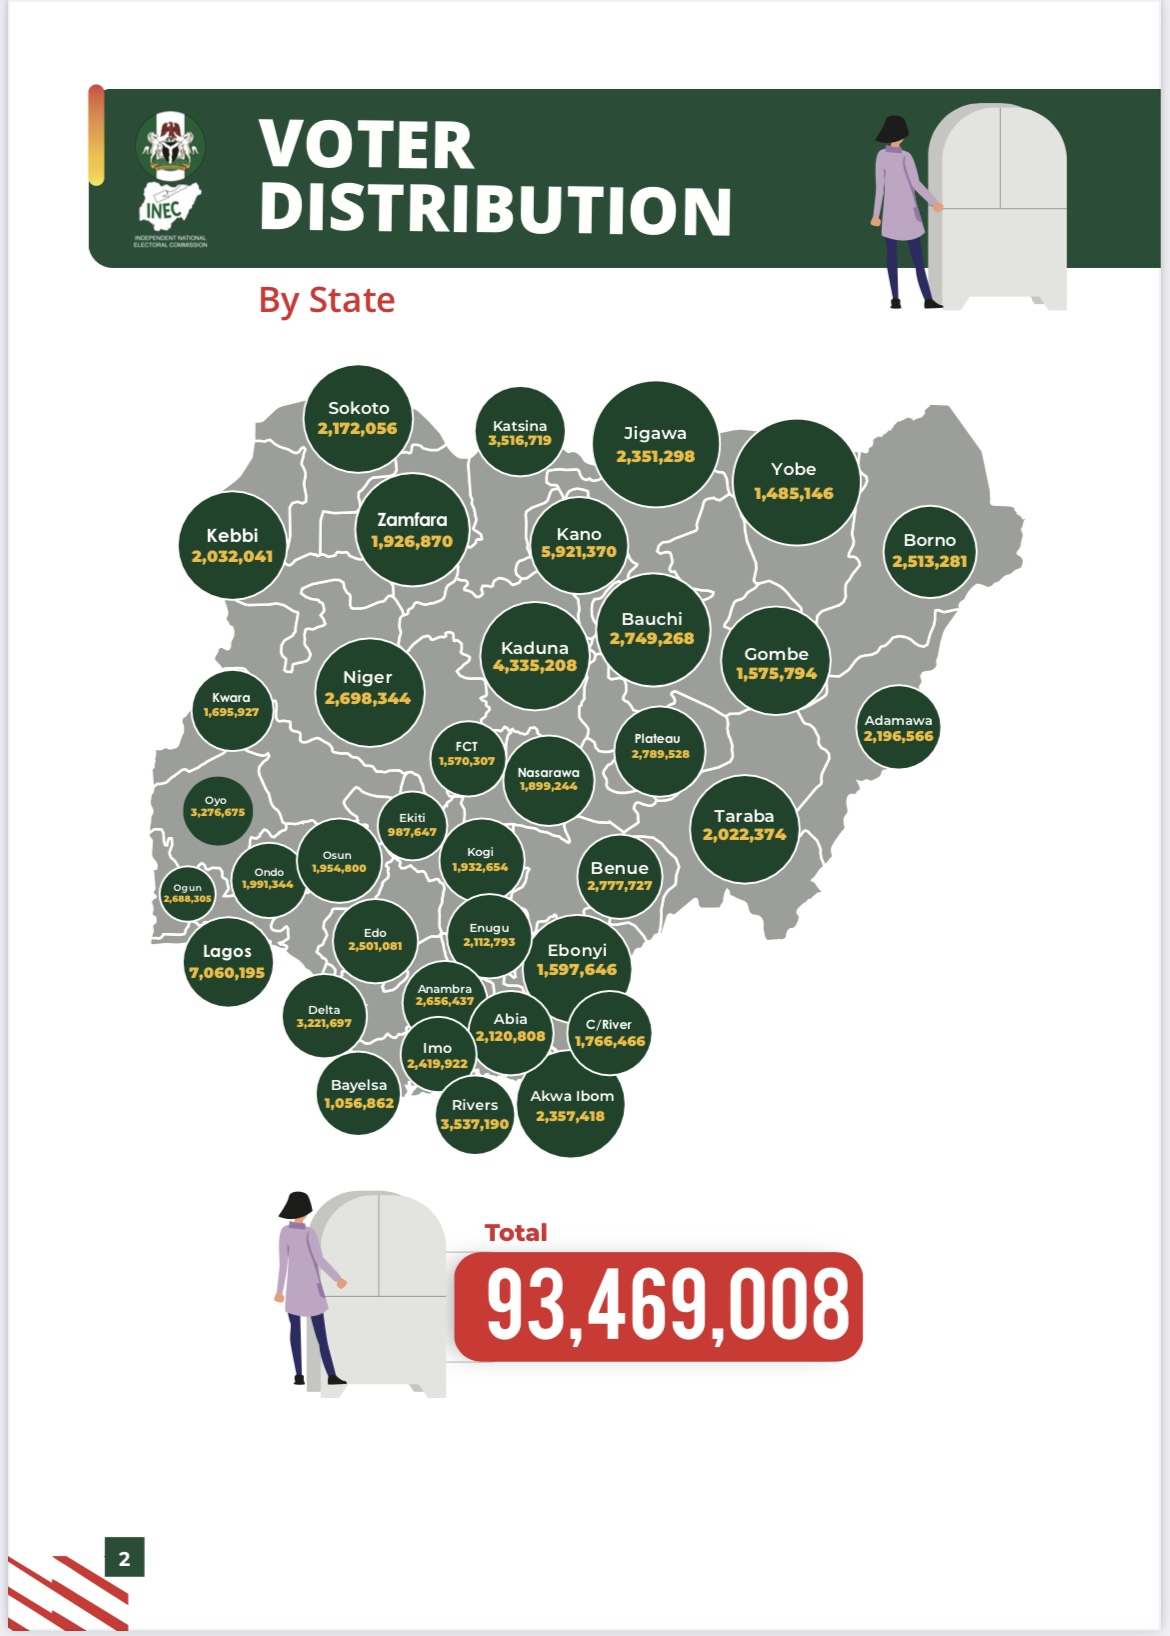 VOTER
DISTRIBUTION
INEC
INDEPENDENT NATIONAL
ELECTORAL COMMISSION
By State
Sokoto
2,172,056
Katsina
3,516,719
Jigawa
2,351,298
Yobe
1,485,146
Kebbi
2,032,041
Zamfara
1,926,870
Kano
5,921,370
Borno
2,513,281
Bauchi
2,749,268
Kaduna
4,335,208
Gombe
1,575,794
Niger
2,698,344
Kwara
1,695,927
Adamawa
2,196,566
FCT
1,570,307
Plateau
2,789,528
Nasarawa
1,899,244
Oyo
3,276,675
Ekiti
987,647
Taraba
2,022,374
Osun
1,954,800
Kogi
1,932,654
Ondo
1,991,344
Benue
2,777,727
Ogun
2,688,305
Edo
2,501,081
Enugu
2,112,793
Lagos
7,060,195
Ebonyi
1,597,646
Anambra
2,656,437
Delta
3,221,697
Abia
2,120,808
C/River
1,766,466
Imo
2,419,922
Bayelsa
1,056,862
Rivers
3,537,190
Akwa Ibom
2,357,418
Total
93,469,008
2